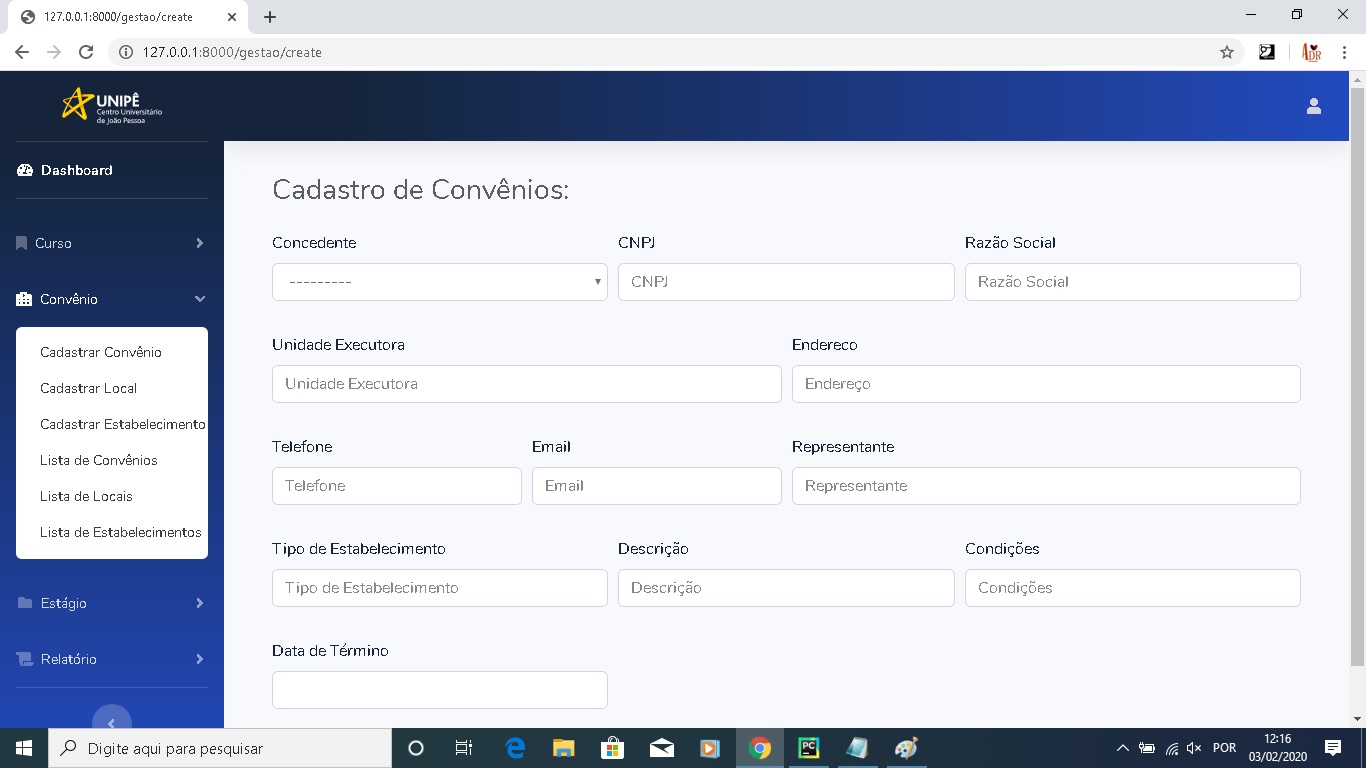 127.0.0.1:8000/gestao/create
127.0.0.1:8000/gestao/create
ADR
UNIPÊ
Centro Universitário
de João Pessoa
Dashboard
Curso
Convênio
Cadastrar Convênio
Cadastrar Local
Cadastrar Estabelecimento
Lista de Convênios
Lista de Locais
Lista de Estabelecimentos
Estágio
Relatório
Cadastro de Convênios:
Concedente CNPJ Razão Social
--------- CNPJ Razão Social
Unidade Executora Endereco
Unidade Executora Endereço
Telefone Email Representante
Telefone Email Representante
Tipo de Estabelecimento Descrição Condições
Tipo de Estabelecimento Descrição Condições
Data de Término
Digite aqui para pesquisar
PC
POR
12:16
03/02/2020